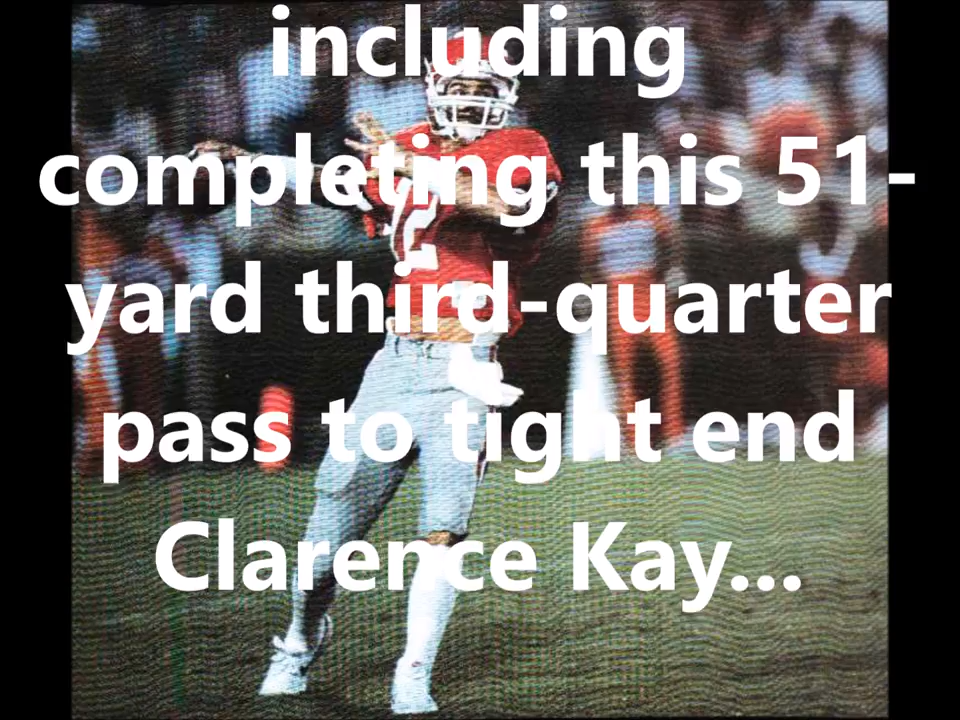 including
completing this 51-
yard third-quarter
pass to tight end
Clarence Kay...